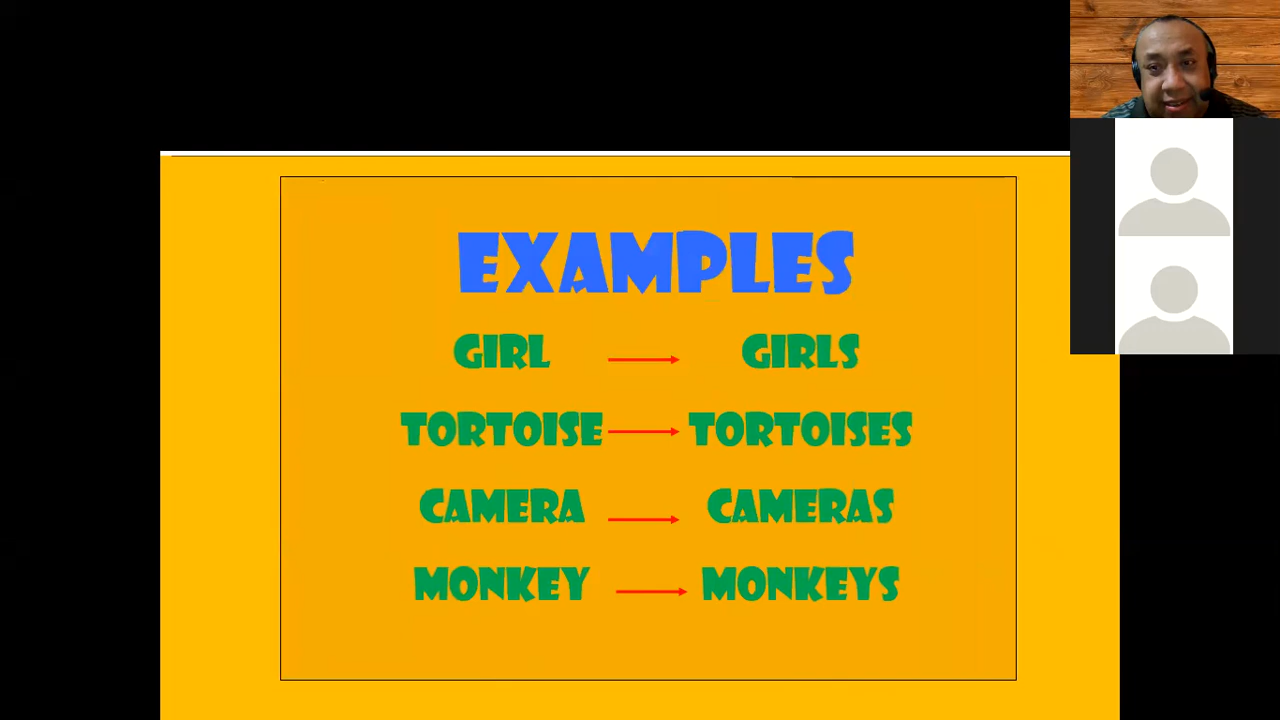 EXAMPLES
GIRL GIRLS
TORTOISE TORTOISES
CAMERA CAMERAS
MONKEY MONKEYS